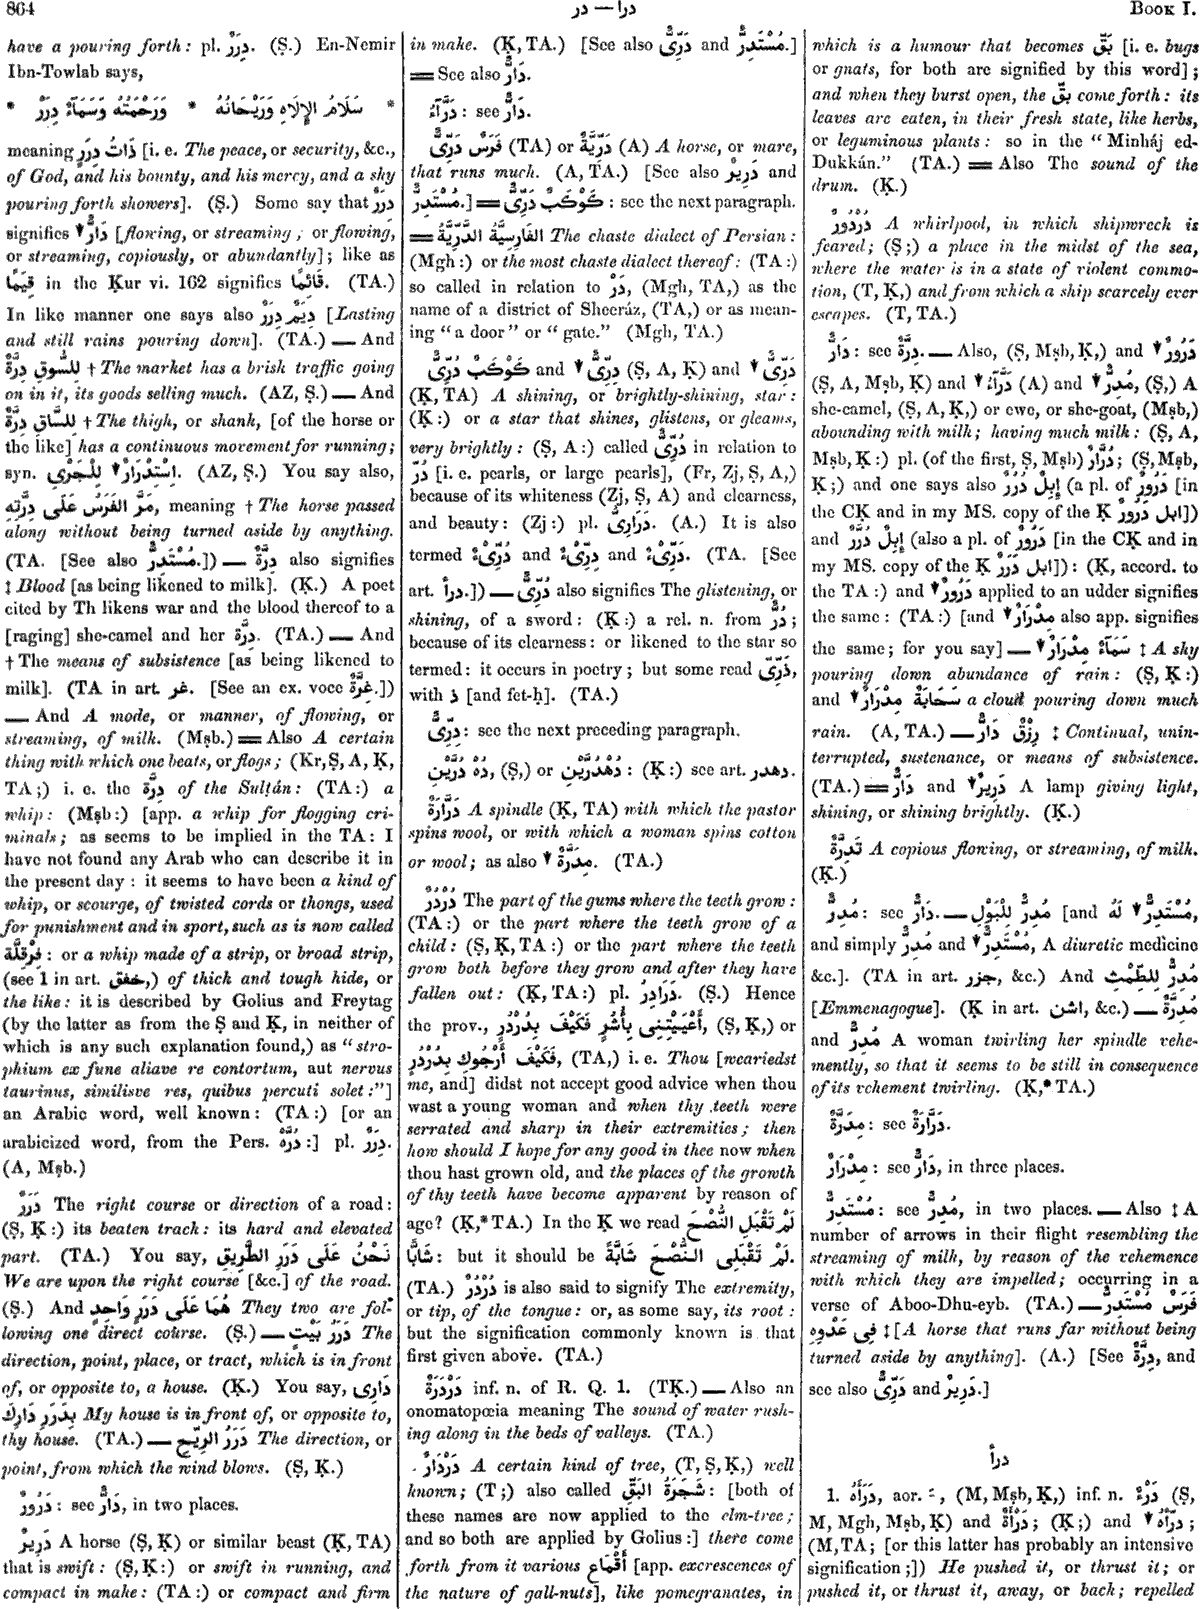 864
درأ — در
Book I.
have a pouring forth: pl. دِرَرٌ. (Ṣ.) En-Nemir
Ibn-Towlab says,
* سَلَامُ الإِلَاهِ وَرَيْحَانُهُ * وَرَحْمَتُهُ وَسَمَآءٌ دِرَرْ *
meaning ذَاتُ دِرَرٍ [i. e. The peace, or security, &c.,
of God, and his bounty, and his mercy, and a sky
pouring forth showers]. (Ṣ.) Some say that دِرَرٌ
signifies ↓ دَارٌّ [flowing, or streaming; or flowing,
or streaming, copiously, or abundantly]; like as
قِيَمًا in the Ḳur vi. 162 signifies قَائِمًا. (TA.)
In like manner one says also دِيَمٌ دِرَرٌ [Lasting
and still rains pouring down]. (TA.) — And
لِلسُّوقِ دِرَّةٌ † The market has a brisk traffic going
on in it, its goods selling much. (AZ, Ṣ.) — And
لِلسَّاقِ دِرَّةٌ † The thigh, or shank, [of the horse or
the like] has a continuous movement for running;
syn. ↓ اِسْتِدْرَارٌ لِلْجَرْىِ. (AZ, Ṣ.) You say also,
مَرَّ الفَرَسُ عَلَى دِرَّتِهِ, meaning † The horse passed
along without being turned aside by anything.
(TA. [See also مُسْتَدِرٌّ.]) — دِرَّةٌ also signifies
‡ Blood [as being likened to milk]. (Ḳ.) A poet
cited by Th likens war and the blood thereof to a
[raging] she-camel and her دِرَّة. (TA.) — And
† The means of subsistence [as being likened to
milk]. (TA in art. غر. [See an ex. voce غِرَّةٌ.])
— And A mode, or manner, of flowing, or
streaming, of milk. (Mṣb.) == Also A certain
thing with which one beats, or flogs; (Kr, Ṣ, A, Ḳ,
TA;) i. e. the دِرَّة of the Sulṭán: (TA:) a
whip: (Mṣb:) [app. a whip for flogging cri-
minals; as seems to be implied in the TA: I
have not found any Arab who can describe it in
the present day: it seems to have been a kind of
whip, or scourge, of twisted cords or thongs, used
for punishment and in sport, such as is now called
فِرْقِلَّة: or a whip made of a strip, or broad strip,
(see 1 in art. خفق,) of thick and tough hide, or
the like: it is described by Golius and Freytag
(by the latter as from the Ṣ and Ḳ, in neither of
which is any such explanation found,) as “stro-
phium ex fune aliave re contortum, aut nervus
taurinus, similisve res, quibus percuti solet:”]
an Arabic word, well known: (TA:) [or an
arabicized word, from the Pers. دُرَّه:] pl. دِرَرٌ.
(A, Mṣb.)
دَرَرٌ The right course or direction of a road:
(Ṣ, Ḳ:) its beaten track: its hard and elevated
part. (TA.) You say, نَحْنُ عَلَى دَرَرِ الطَّرِيقِ
We are upon the right course [&c.] of the road.
(Ṣ.) And هُمَا عَلَى دَرَرٍ وَاحِدٍ They two are fol-
lowing one direct course. (Ṣ.) — دَرَرُ بَيْتٍ The
direction, point, place, or tract, which is in front
of, or opposite to, a house. (Ḳ.) You say, دَارِى
بِدَرَرِ دَارِكَ My house is in front of, or opposite to,
thy house. (TA.) — دَرَرُ الرِّيحِ The direction, or
point, from which the wind blows. (Ṣ, Ḳ.)
دَرُورٌ: see دَارٌّ, in two places.
دَرِيرٌ A horse (Ṣ, Ḳ) or similar beast (Ḳ, TA)
that is swift: (Ṣ, Ḳ:) or swift in running, and
compact in make: (TA:) or compact and firm
in make. (Ḳ, TA.) [See also دَرِّىٌّ and مُسْتَدِرٌّ.]
== See also دَارٌّ.
دَرَّآءُ: see دَارٌّ.
فَرَسٌ دَرِّىٌّ (TA) or دَرِّيَّةٌ (A) A horse, or mare,
that runs much. (A, TA.) [See also دَرِيرٌ and
مُسْتَدِرٌّ.] == كَوْكَبٌ دَرِّىٌّ: see the next paragraph.
== الفَارِسِيَّةُ الدَّرِّيَّةُ The chaste dialect of Persian:
(Mgh:) or the most chaste dialect thereof: (TA:)
so called in relation to دَرْ, (Mgh, TA,) as the
name of a district of Sheeráz, (TA,) or as mean-
ing “a door” or “gate.” (Mgh, TA.)
كَوْكَبٌ دُرِّىٌّ and ↓ دِرِّىٌّ (Ṣ, A, Ḳ) and ↓ دَرِّىٌّ
(Ḳ, TA) A shining, or brightly-shining, star:
(Ḳ:) or a star that shines, glistens, or gleams,
very brightly: (Ṣ, A:) called دُرِّىٌّ in relation to
دُرّ [i. e. pearls, or large pearls], (Fr, Zj, Ṣ, A,)
because of its whiteness (Zj, Ṣ, A) and clearness,
and beauty: (Zj:) pl. دَرَارِىُّ. (A.) It is also
termed دُرِّىْءٌ and دِرِّىْءٌ and دَرِّىْءٌ. (TA. [See
art. درأ.]) — دُرِّىٌّ also signifies The glistening, or
shining, of a sword: (Ḳ:) a rel. n. from دُرٌّ;
because of its clearness: or likened to the star so
termed: it occurs in poetry; but some read ذَرِّىّ,
with ذ [and fet-ḥ]. (TA.)
دِرِّىٌّ: see the next preceding paragraph.
دُهْ دُرَّيْنِ, (Ṣ,) or دُهْدُرَّيْنِ: (Ḳ:) see art. دهدر.
دَرَّارَةٌ A spindle (Ḳ, TA) with which the pastor
spins wool, or with which a woman spins cotton
or wool; as also ↓ مِدَرَّةٌ. (TA.)
دُرْدُرٌ The part of the gums where the teeth grow:
(TA:) or the part where the teeth grow of a
child: (Ṣ, Ḳ, TA:) or the part where the teeth
grow both before they grow and after they have
fallen out: (Ḳ, TA:) pl. دَرَادِرُ. (Ṣ.) Hence
the prov., أَعْيَيْتِنِى بِأُشُرٍ فَكَيْفَ بِدُرْدُرٍ, (Ṣ, Ḳ,) or
فَكَيْفَ أَرْجُوكِ بِدُرْدُرٍ, (TA,) i. e. Thou [weariedst
me, and] didst not accept good advice when thou
wast a young woman and when thy teeth were
serrated and sharp in their extremities; then
how should I hope for any good in thee now when
thou hast grown old, and the places of the growth
of thy teeth have become apparent by reason of
age? (Ḳ,* TA.) In the Ḳ we read لَمْ تَقْبَلِ النُّصْحَ
شَابًّا: but it should be لَمْ تَقْبَلِى النُّصْحَ شَابَّةً.
(TA.) دُرْدُرٌ is also said to signify The extremity,
or tip, of the tongue: or, as some say, its root:
but the signification commonly known is that
first given above. (TA.)
دَرْدَرَةٌ inf. n. of R. Q. 1. (TḲ.) — Also an
onomatopœia meaning The sound of water rush-
ing along in the beds of valleys. (TA.)
دَرْدَارٌ A certain kind of tree, (T, Ṣ, Ḳ,) well
known; (T;) also called شَجَرَةُ البَقِّ: [both of
these names are now applied to the elm-tree;
and so both are applied by Golius:] there come
forth from it various أَقْمَاع [app. excrescences of
the nature of gall-nuts], like pomegranates, in
which is a humour that becomes بَقّ [i. e. bugs
or gnats, for both are signified by this word];
and when they burst open, the بَقّ come forth: its
leaves are eaten, in their fresh state, like herbs,
or leguminous plants: so in the “Minháj ed-
Dukkán.” (TA.) == Also The sound of the
drum. (Ḳ.)
دُرْدُورٌ A whirlpool, in which shipwreck is
feared; (Ṣ;) a place in the midst of the sea,
where the water is in a state of violent commo-
tion, (T, Ḳ,) and from which a ship scarcely ever
escapes. (T, TA.)
دَارٌّ: see دِرَّةٌ. — Also, (Ṣ, Mṣb, Ḳ,) and ↓ دَرُورٌ
(Ṣ, A, Mṣb, Ḳ) and ↓ دَرَّآءُ (A) and ↓ مُدِرٌّ, (Ṣ,) A
she-camel, (Ṣ, A, Ḳ,) or ewe, or she-goat, (Mṣb,)
abounding with milk; having much milk: (Ṣ, A,
Mṣb, Ḳ:) pl. (of the first, Ṣ, Mṣb) دُرَّارٌ; (Ṣ, Mṣb,
Ḳ;) and one says also إِبِلٌ دُرُرٌ (a pl. of دَرُورٌ [in
the CḲ and in my MS. copy of the Ḳ ابل دَرُورٌ])
and إِبِلٌ دُرَّرٌ (also a pl. of دَرُورٌ [in the CḲ and in
my MS. copy of the Ḳ ابل دَرَرٌ]): (Ḳ, accord. to
the TA:) and ↓ دَرُورٌ applied to an udder signifies
the same: (TA:) [and ↓ مِدْرَارٌ also app. signifies
the same; for you say] — ↓ سَمَآءٌ مِدْرَارٌ ‡ A sky
pouring down abundance of rain: (Ṣ, Ḳ:)
and ↓ سَحَابَةٌ مِدْرَارٌ a cloud pouring down much
rain. (A, TA.) — رِزْقٌ دَارٌّ ‡ Continual, unin-
terrupted, sustenance, or means of subsistence.
(TA.) == دَارٌّ and ↓ دَرِيرٌ A lamp giving light,
shining, or shining brightly. (Ḳ.)
تَدِرَّةٌ A copious flowing, or streaming, of milk.
(Ḳ.)
مُدِرٌّ: see دَارٌّ. — مُدِرٌّ لِلْبَوْلِ [and لَهُ ↓ مُسْتَدِرٌّ,
and simply مُدِرٌّ and ↓ مُسْتَدِرٌّ, A diuretic medicine
&c.]. (TA in art. جزر, &c.) And مُدِرٌّ لِلطَّمْثِ
[Emmenagogue]. (Ḳ in art. اشن, &c.) — مُدِرَّةٌ
and مُدِرٌّ A woman twirling her spindle vehe-
mently, so that it seems to be still in consequence
of its vehement twirling. (Ḳ,* TA.)
مِدَرَّةٌ: see دَرَّارَةٌ.
مِدْرَارٌ: see دَارٌّ, in three places.
مُسْتَدِرٌّ: see مُدِرٌّ, in two places. — Also ‡ A
number of arrows in their flight resembling the
streaming of milk, by reason of the vehemence
with which they are impelled; occurring in a
verse of Aboo-Dhu-eyb. (TA.) — فَرَسٌ مُسْتَدِرٌّ
فِى عَدْوِهِ ‡ [A horse that runs far without being
turned aside by anything]. (A.) [See دِرَّةٌ, and
see also دَرِّىٌّ and دَرِيرٌ.]
درأ
1. دَرَأَهُ, aor. ـَ, (M, Mṣb, Ḳ,) inf. n. دَرْءٌ (Ṣ,
M, Mgh, Mṣb, Ḳ) and دَرْأَةٌ; (Ḳ;) and ↓ درّأهُ;
(M, TA; [or this latter has probably an intensive
signification;]) He pushed it, or thrust it; or
pushed it, or thrust it, away, or back; repelled